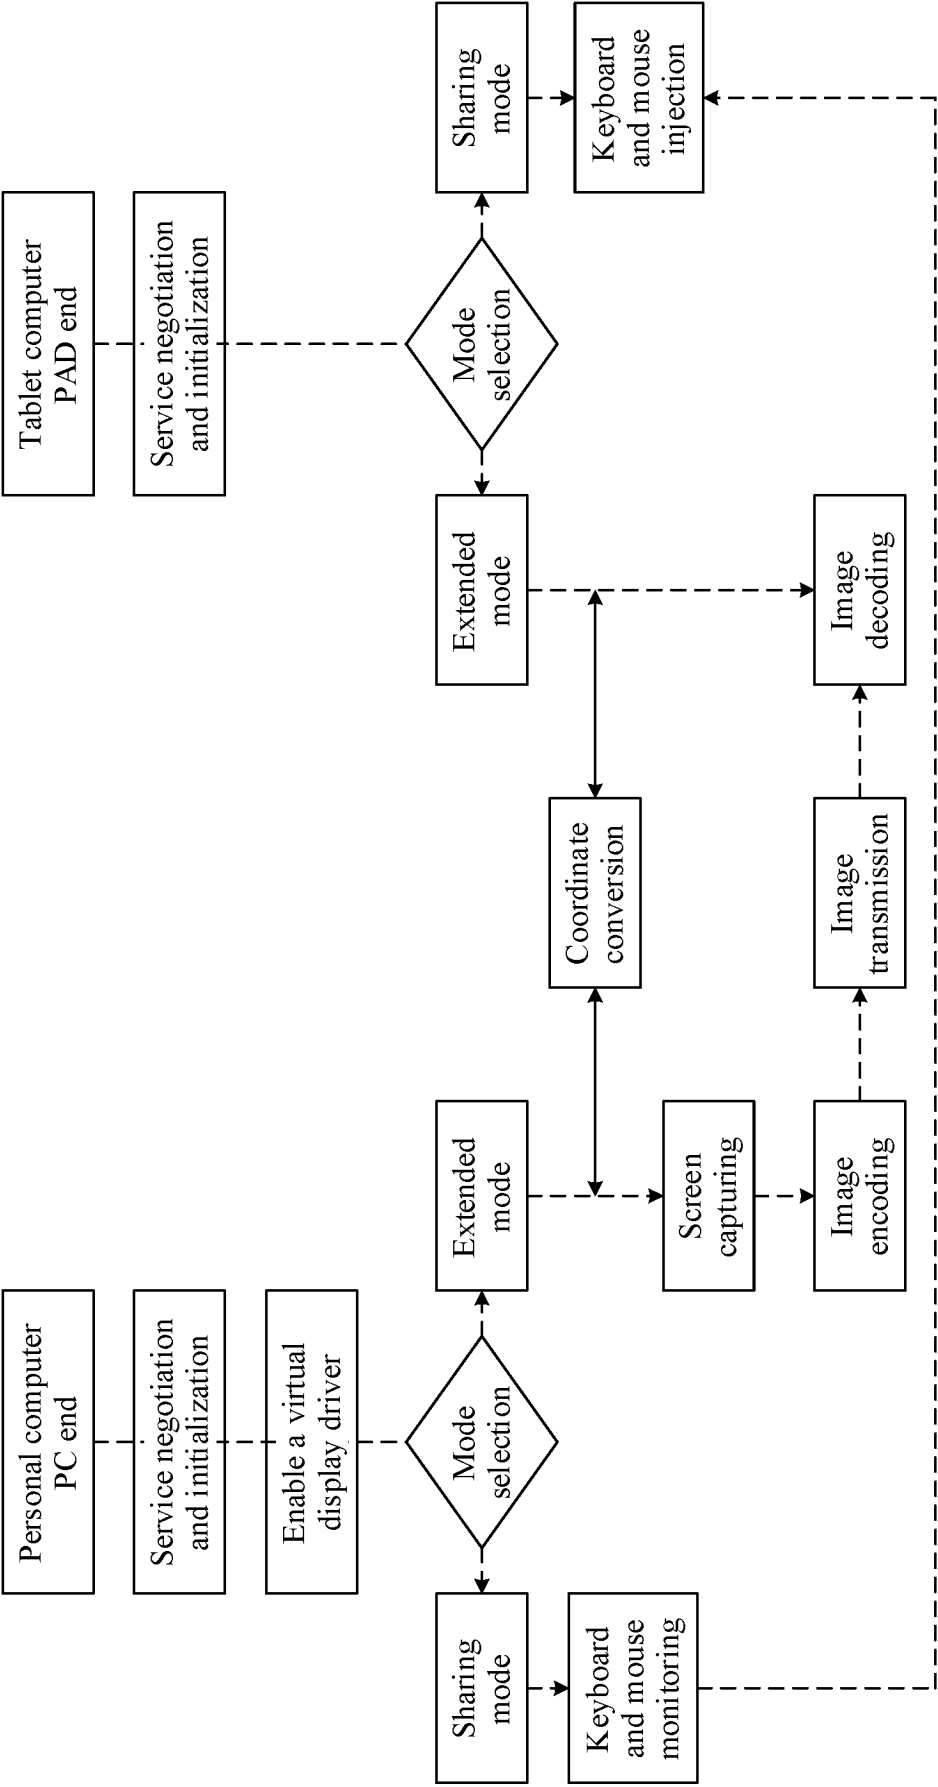 Personal computer
PC end
Tablet computer
PAD end
Service negotiation
and initialization
Service negotiation
and initialization
Enable a virtual
display driver
Sharing
mode
Mode
selection
Extended
mode
Extended
mode
Mode
selection
Sharing
mode
Keyboard
and mouse
monitoring
Coordinate
conversion
Keyboard
and mouse
injection
Screen
capturing
Image
encoding
Image
transmission
Image
decoding